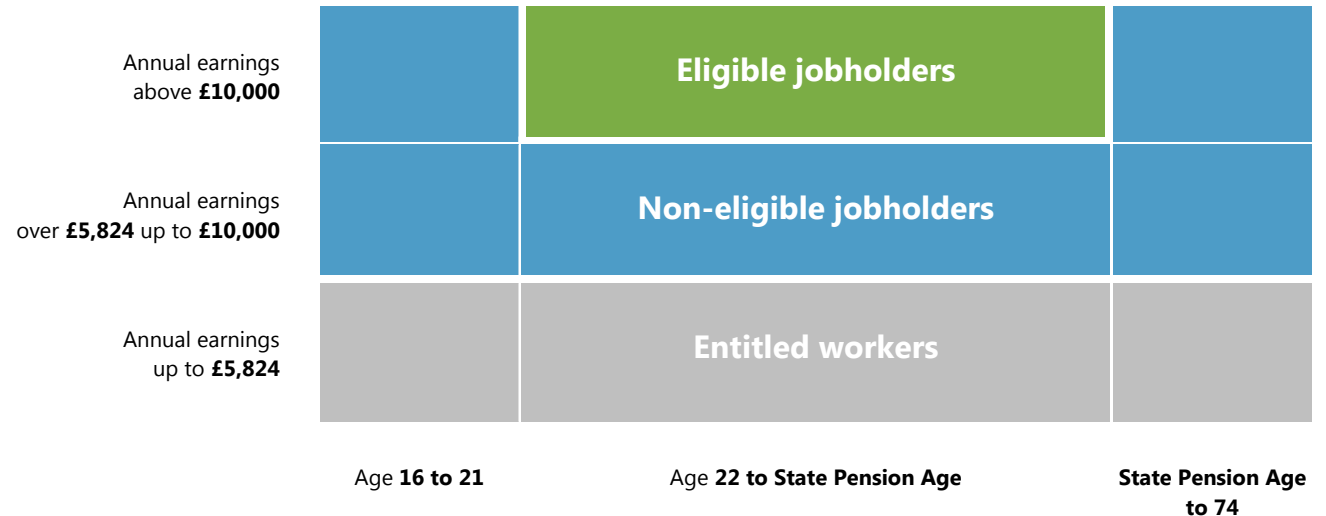 Annual earnings
above £10,000
Eligible jobholders
Annual earnings
over £5,824 up to £10,000
Non-eligible jobholders
Annual earnings
up to £5,824
Entitled workers
Age 16 to 21
Age 22 to State Pension Age
State Pension Age
to 74